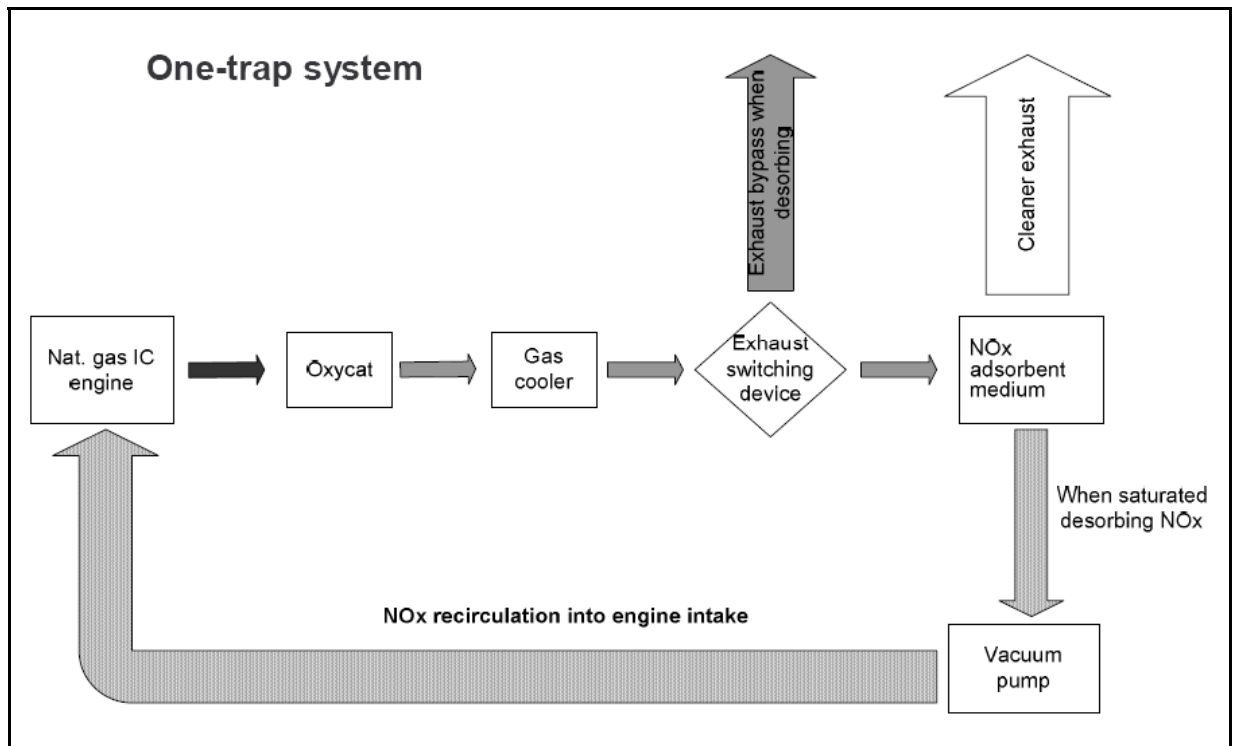 One-trap system
Exhaust bypass when
desorbing
Cleaner exhaust
Nat. gas IC
engine
Oxycat
Gas
cooler
Exhaust
switching
device
NOx
adsorbent
medium
When saturated
desorbing NOx
NOx recirculation into engine intake
Vacuum
pump